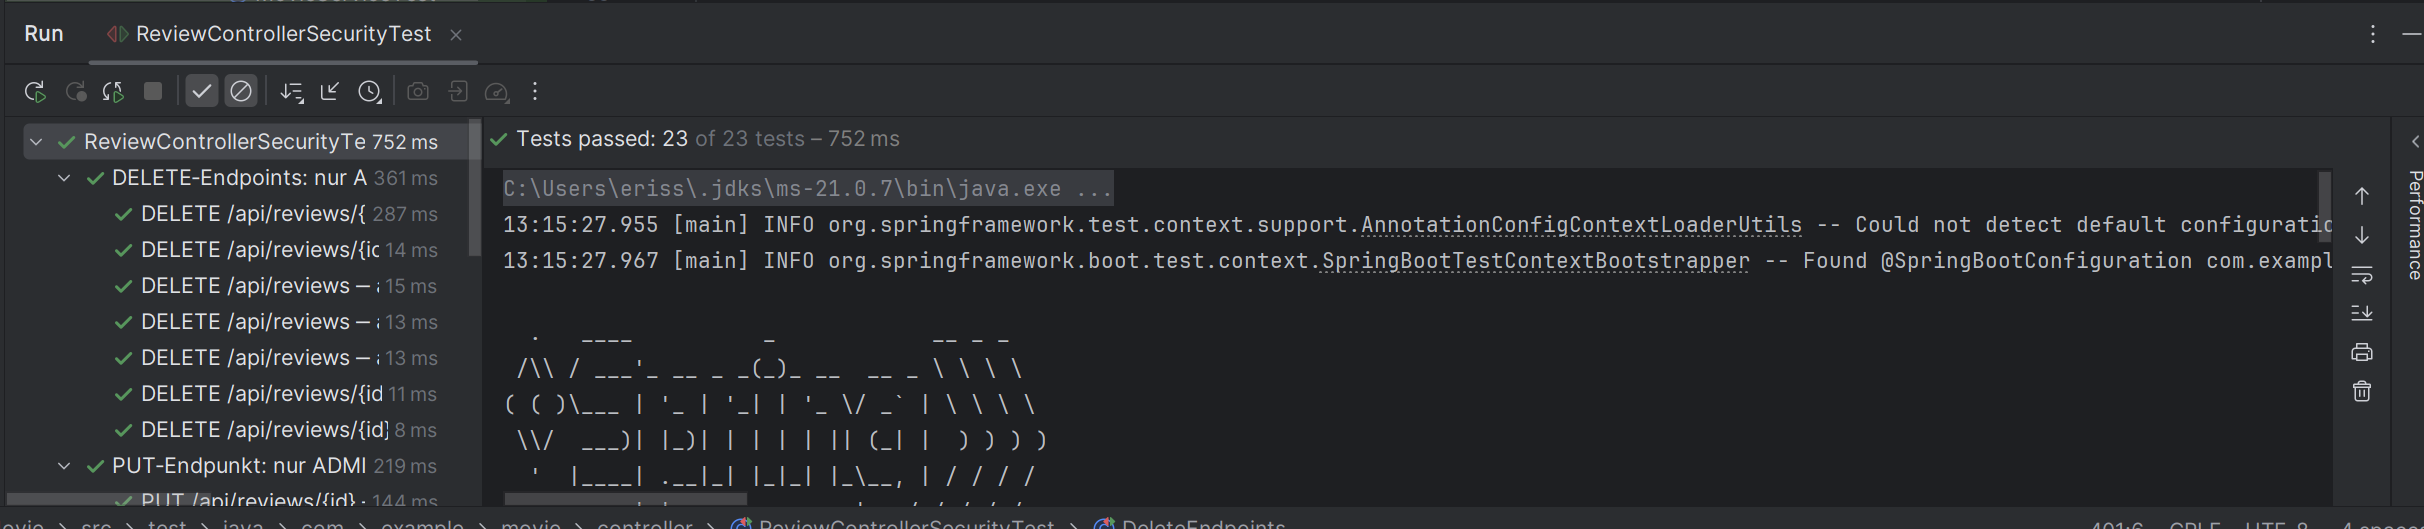 Run ReviewControllerSecurityTest
ReviewControllerSecurityTe 752 ms
DELETE-Endpoints: nur A 361 ms
DELETE /api/reviews/{ 287 ms
DELETE /api/reviews/{id 14 ms
DELETE /api/reviews — a 15 ms
DELETE /api/reviews — a 13 ms
DELETE /api/reviews — a 13 ms
DELETE /api/reviews/{id 11 ms
DELETE /api/reviews/{id} 8 ms
PUT-Endpunkt: nur ADMI 219 ms
PUT /api/reviews/{id} - 144 ms
Tests passed: 23 of 23 tests – 752 ms
C:\Users\eriss\.jdks\ms-21.0.7\bin\java.exe ...
13:15:27.955 [main] INFO org.springframework.test.context.support.AnnotationConfigContextLoaderUtils -- Could not detect default configuratio
13:15:27.967 [main] INFO org.springframework.boot.test.context.SpringBootTestContextBootstrapper -- Found @SpringBootConfiguration com.exampl
  .   ____          _            __ _ _
 /\\ / ___'_ __ _ _(_)_ __  __ _ \ \ \ \
( ( )\___ | '_ | '_| | '_ \/ _` | \ \ \ \
 \\/  ___)| |_)| | | | | || (_| |  ) ) ) )
  '  |____| .__|_| |_|_| |_\__, | / / / /
Performance
ovie > src > test > java > com > example > movie > controller > ReviewControllerSecurityTest > DeleteEndpoints
401:6 CRLF UTF-8 4 spaces